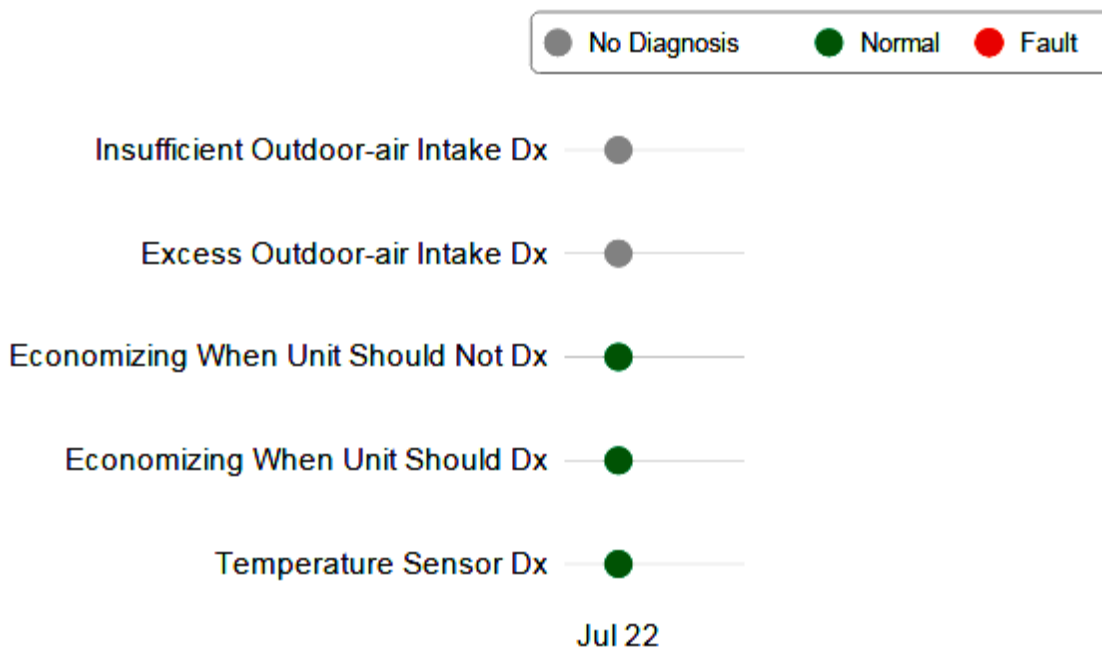 No Diagnosis Normal Fault
Insufficient Outdoor-air Intake Dx
Excess Outdoor-air Intake Dx
Economizing When Unit Should Not Dx
Economizing When Unit Should Dx
Temperature Sensor Dx
Jul 22